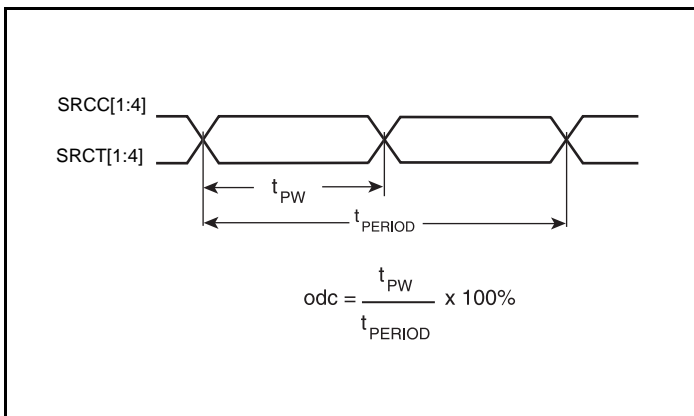 SRCC[1:4]
SRCT[1:4]
tPW
tPERIOD
odc = tPW / tPERIOD x 100%